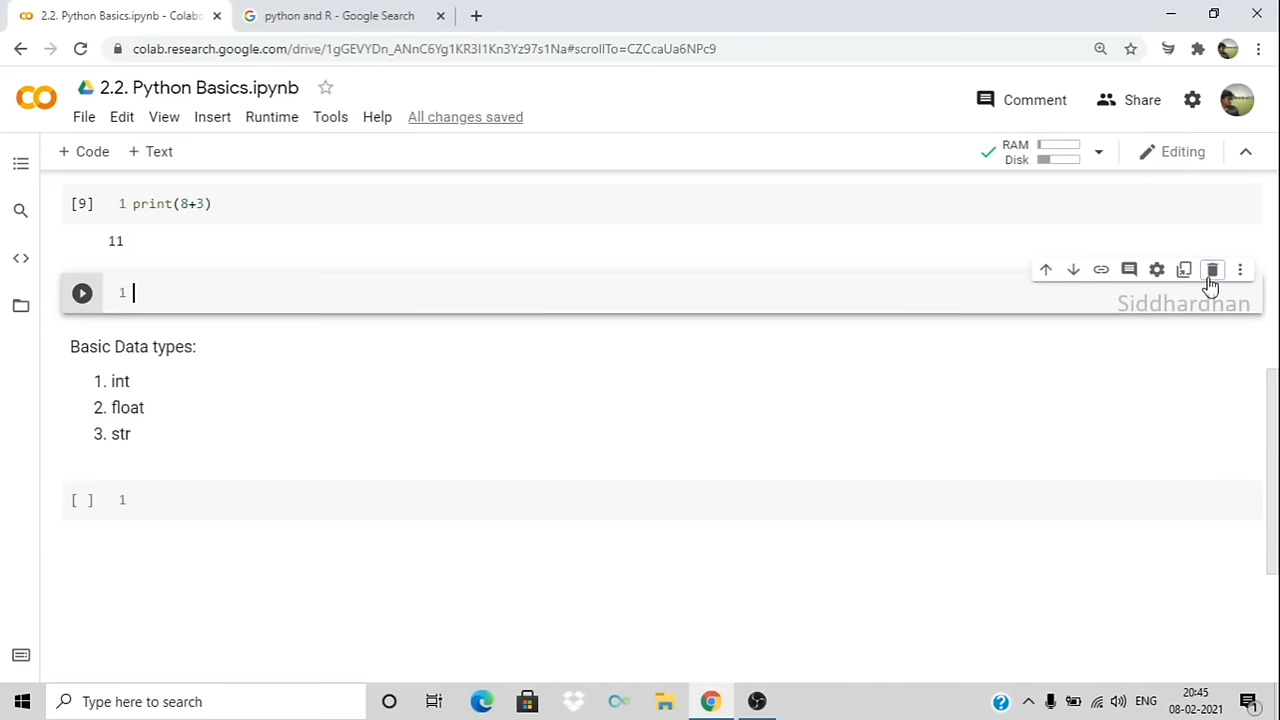 2.2. Python Basics.ipynb - Colabo
python and R - Google Search
colab.research.google.com/drive/1gGEVYDn_ANnC6Yg1KR3I1Kn3Yz97s1Na#scrollTo=CZCcaUa6NPc9
2.2. Python Basics.ipynb
Comment
Share
File Edit View Insert Runtime Tools Help All changes saved
+ Code + Text
RAM
Disk
Editing
[9] 1 print(8+3)
11
1
Siddhardhan
Basic Data types:
1. int
2. float
3. str
[ ] 1
Type here to search
ENG
20:45
08-02-2021
1